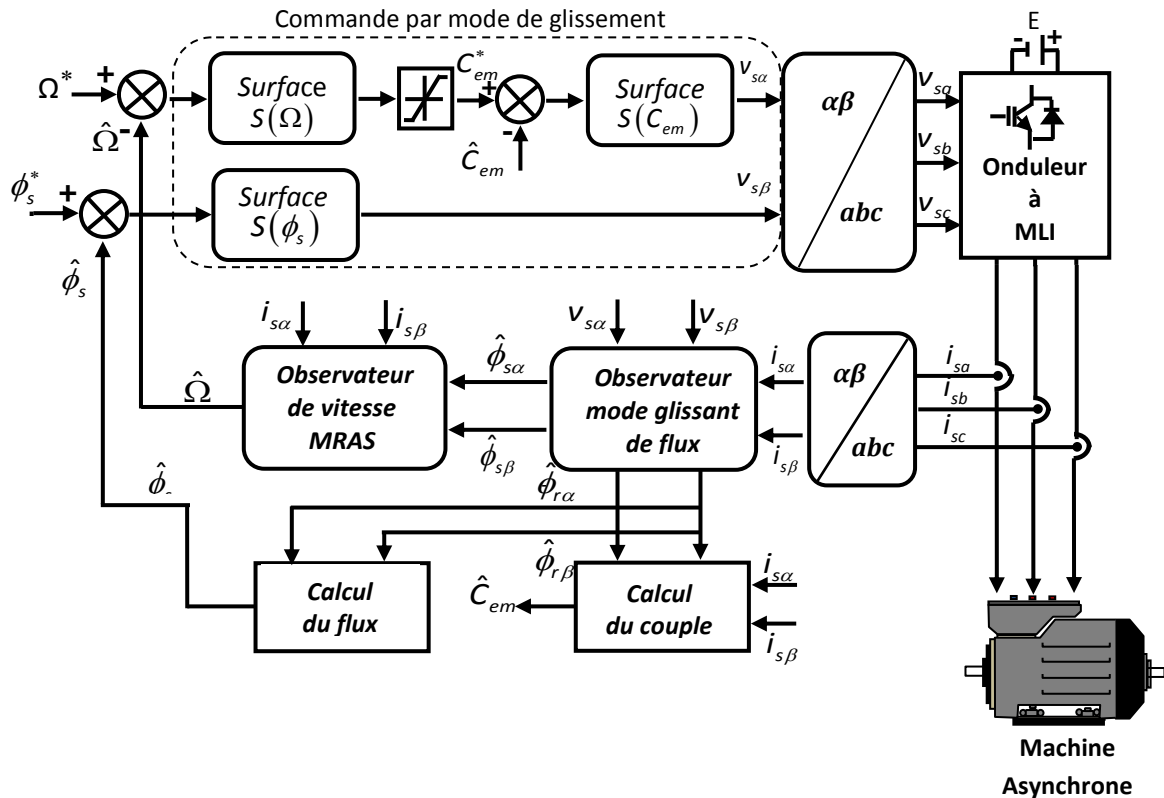 Commande par mode de glissement
E
- +
Ω* +
Surface
S(Ω)
C*em
+
-
Ĉem
Surface
S(Cem)
vsα
αβ
abc
vsa
vsb
vsc
Onduleur
à
MLI
Ω̂ -
ϕs* +
Surface
S(ϕs)
vsβ
ϕ̂s
isα
isβ
vsα
vsβ
Ω̂
Observateur
de vitesse
MRAS
ϕ̂sα
ϕ̂sβ
Observateur
mode glissant
de flux
isα
isβ
αβ
abc
isa
isb
isc
ϕ̂rα
ϕ̂rβ
Calcul
du flux
Ĉem
Calcul
du couple
isα
isβ
Machine
Asynchrone